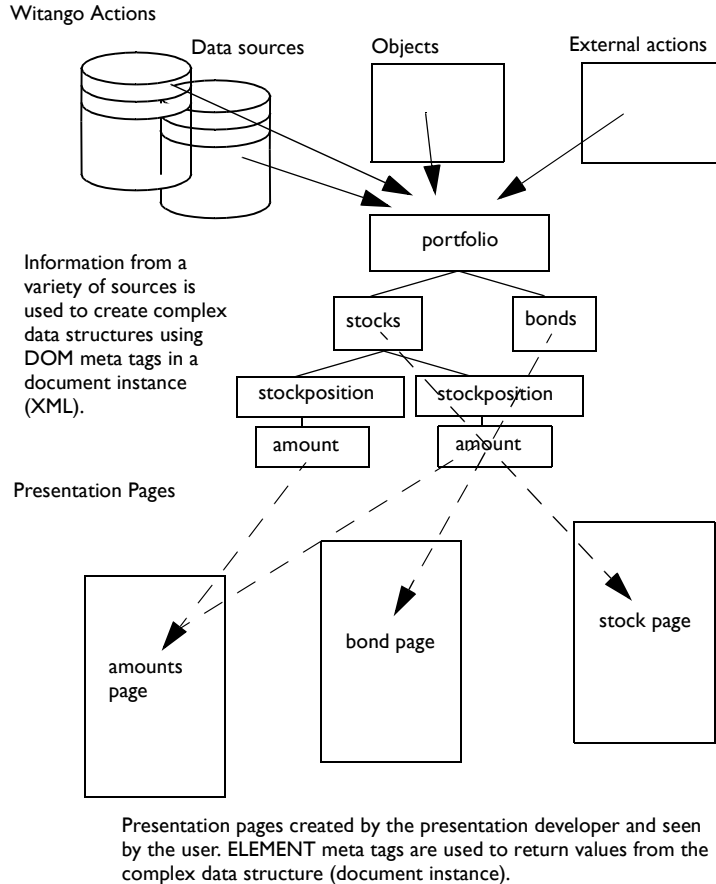 Witango Actions
Data sources
Objects
External actions
portfolio
Information from a
variety of sources is
used to create complex
data structures using
DOM meta tags in a
document instance
(XML).
stocks
bonds
stockposition
stockposition
amount
amount
Presentation Pages
amounts
page
bond page
stock page
Presentation pages created by the presentation developer and seen
by the user. ELEMENT meta tags are used to return values from the
complex data structure (document instance).